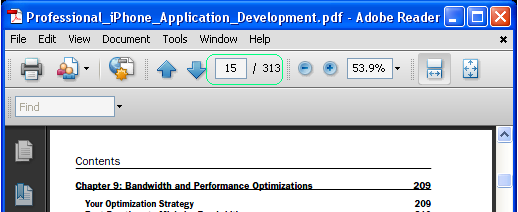 Professional_iPhone_Application_Development.pdf - Adobe Reader
File Edit View Document Tools Window Help
15 / 313 53.9%
Find
Contents
Chapter 9: Bandwidth and Performance Optimizations 209
Your Optimization Strategy 209